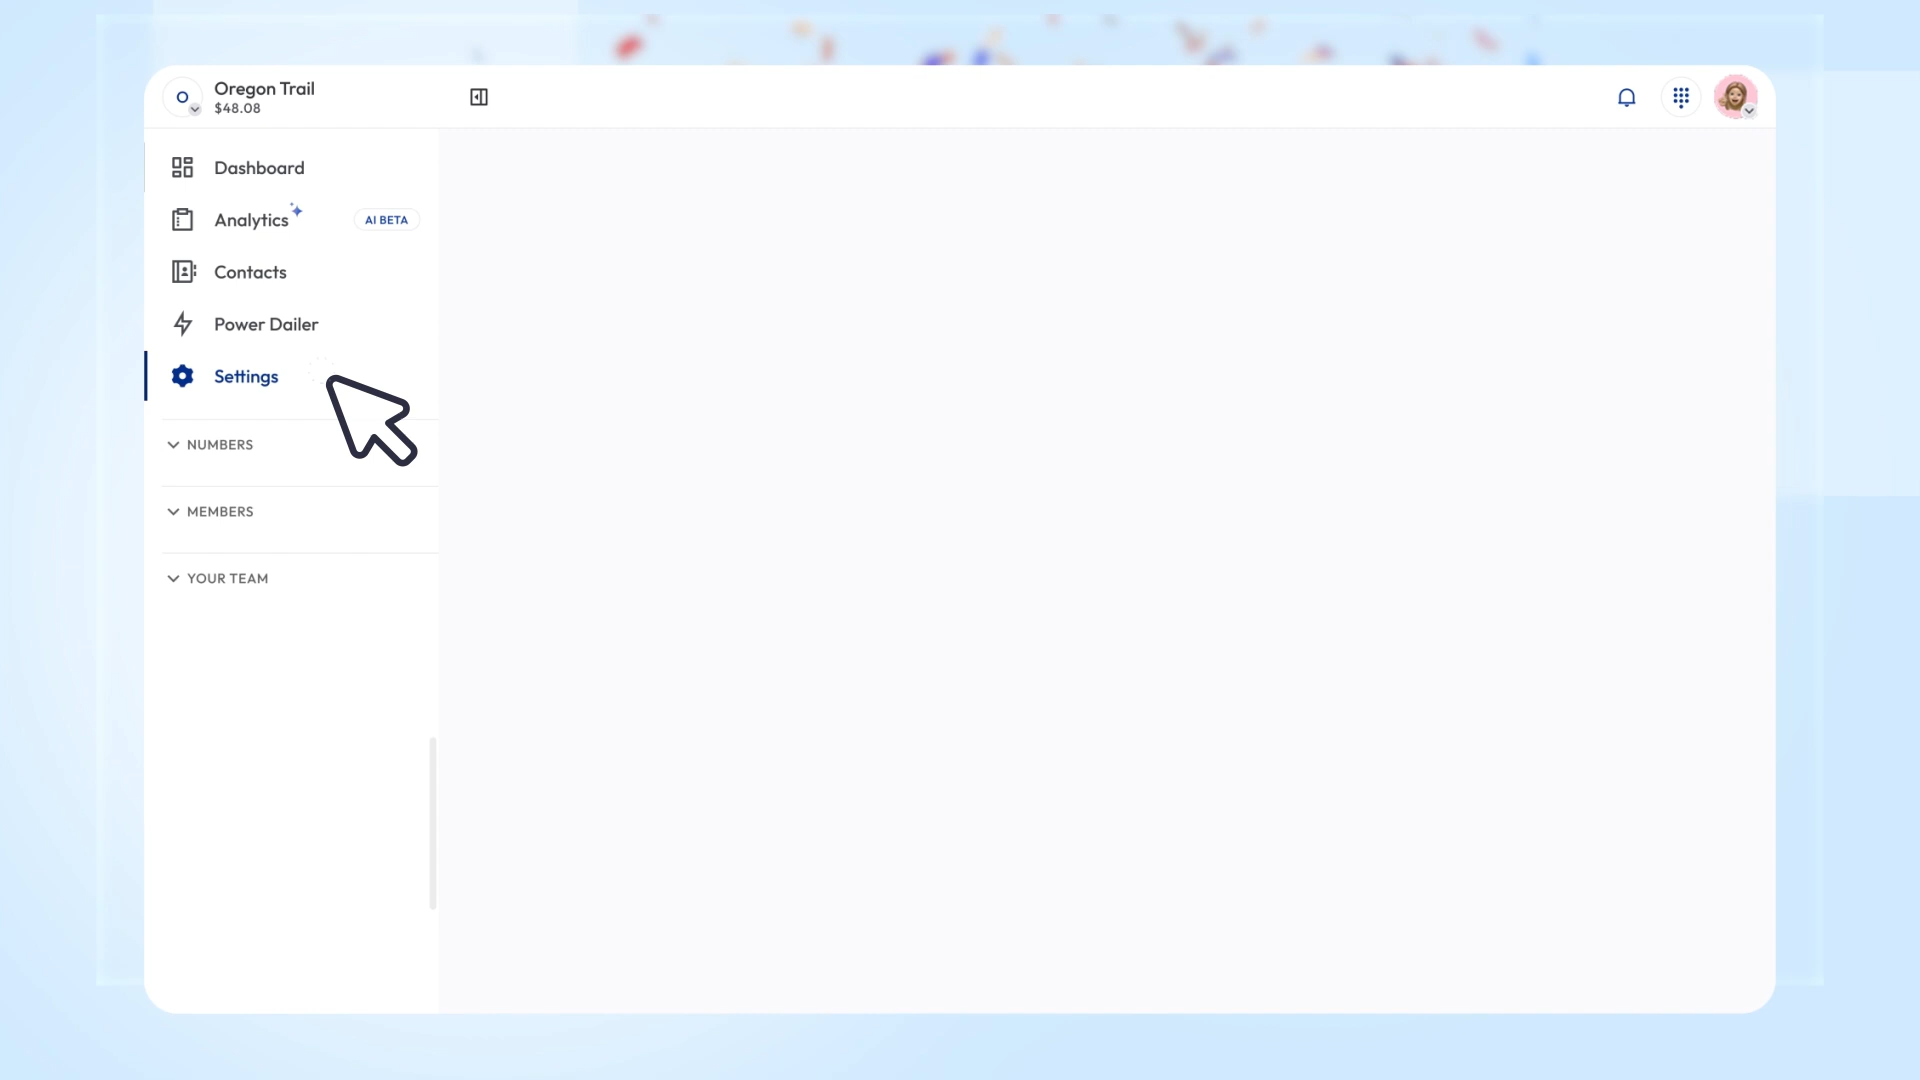 O
Oregon Trail
$48.08
Dashboard
Analytics
AI BETA
Contacts
Power Dailer
Settings
NUMBERS
MEMBERS
YOUR TEAM